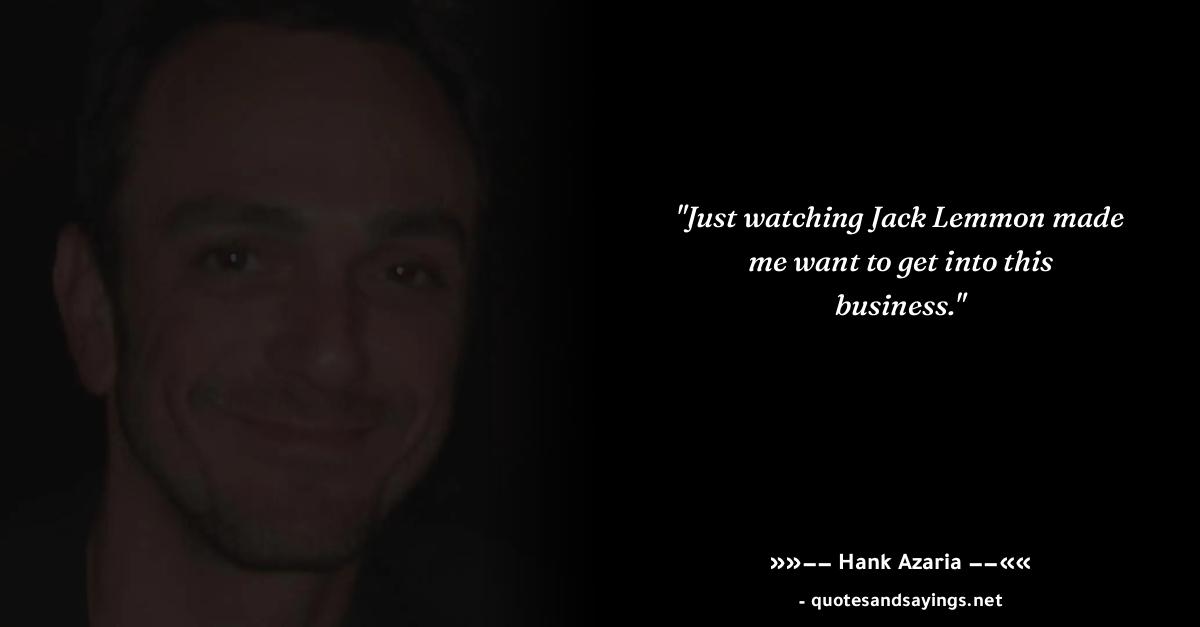 "Just watching Jack Lemmon made
me want to get into this
business."
»»−− Hank Azaria −−««
- quotesandsayings.net